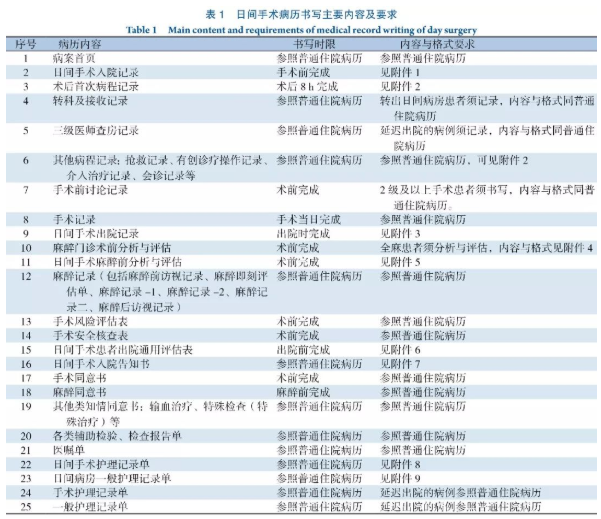 表 1 日间手术病历书写主要内容及要求
Table 1 Main content and requirements of medical record writing of day surgery
序号 病历内容 书写时限 内容与格式要求
1 病案首页 参照普通住院病历 参照普通住院病历
2 日间手术入院记录 手术前完成 见附件 1
3 术后首次病程记录 术后 8 h 完成 见附件 2
4 转科及接收记录 参照普通住院病历 转出日间病房患者须记录，内容与格式同普通
住院病历
5 三级医师查房记录 参照普通住院病历 延迟出院的病例须记录，内容与格式同普通住
院病历
6 其他病程记录：抢救记录、有创诊疗操作记录、 参照普通住院病历 参照普通住院病历，可见附件 2
介入治疗记录、会诊记录等
7 手术前讨论记录 术前完成 2 级及以上手术患者须书写，内容与格式同普
通住院病历。
8 手术记录 手术当日完成 参照普通住院病历
9 日间手术出院记录 出院时完成 见附件 3
10 麻醉门诊术前分析与评估 术前完成 全麻患者须分析与评估，内容与格式见附件 4
11 日间手术麻醉前分析与评估 术前完成 见附件 5
12 麻醉记录（包括麻醉前访视记录、麻醉即刻评 参照普通住院病历 参照普通住院病历
估单、麻醉记录 -1、麻醉记录 -2、麻醉记
录二、麻醉后访视记录）
13 手术风险评估表 术前完成 参照普通住院病历
14 手术安全核查表 术前完成 参照普通住院病历
15 日间手术患者出院通用评估表 出院前完成 见附件 6
16 日间手术入院告知书 参照普通住院病历 见附件 7
17 手术同意书 术前完成 参照普通住院病历
18 麻醉同意书 麻醉前完成 参照普通住院病历
19 其他类知情同意书：输血治疗、特殊检查（特 参照普通住院病历 参照普通住院病历
殊治疗）等
20 各类辅助检验、检查报告单 参照普通住院病历 参照普通住院病历
21 医嘱单 参照普通住院病历 参照普通住院病历
22 日间手术护理记录单 参照普通住院病历 见附件 8
23 日间病房一般护理记录单 参照普通住院病历 见附件 9
24 手术护理记录单 参照普通住院病历 延迟出院的病例参照普通住院病历
25 一般护理记录单 参照普通住院病历 延迟出院的病例参照普通住院病历